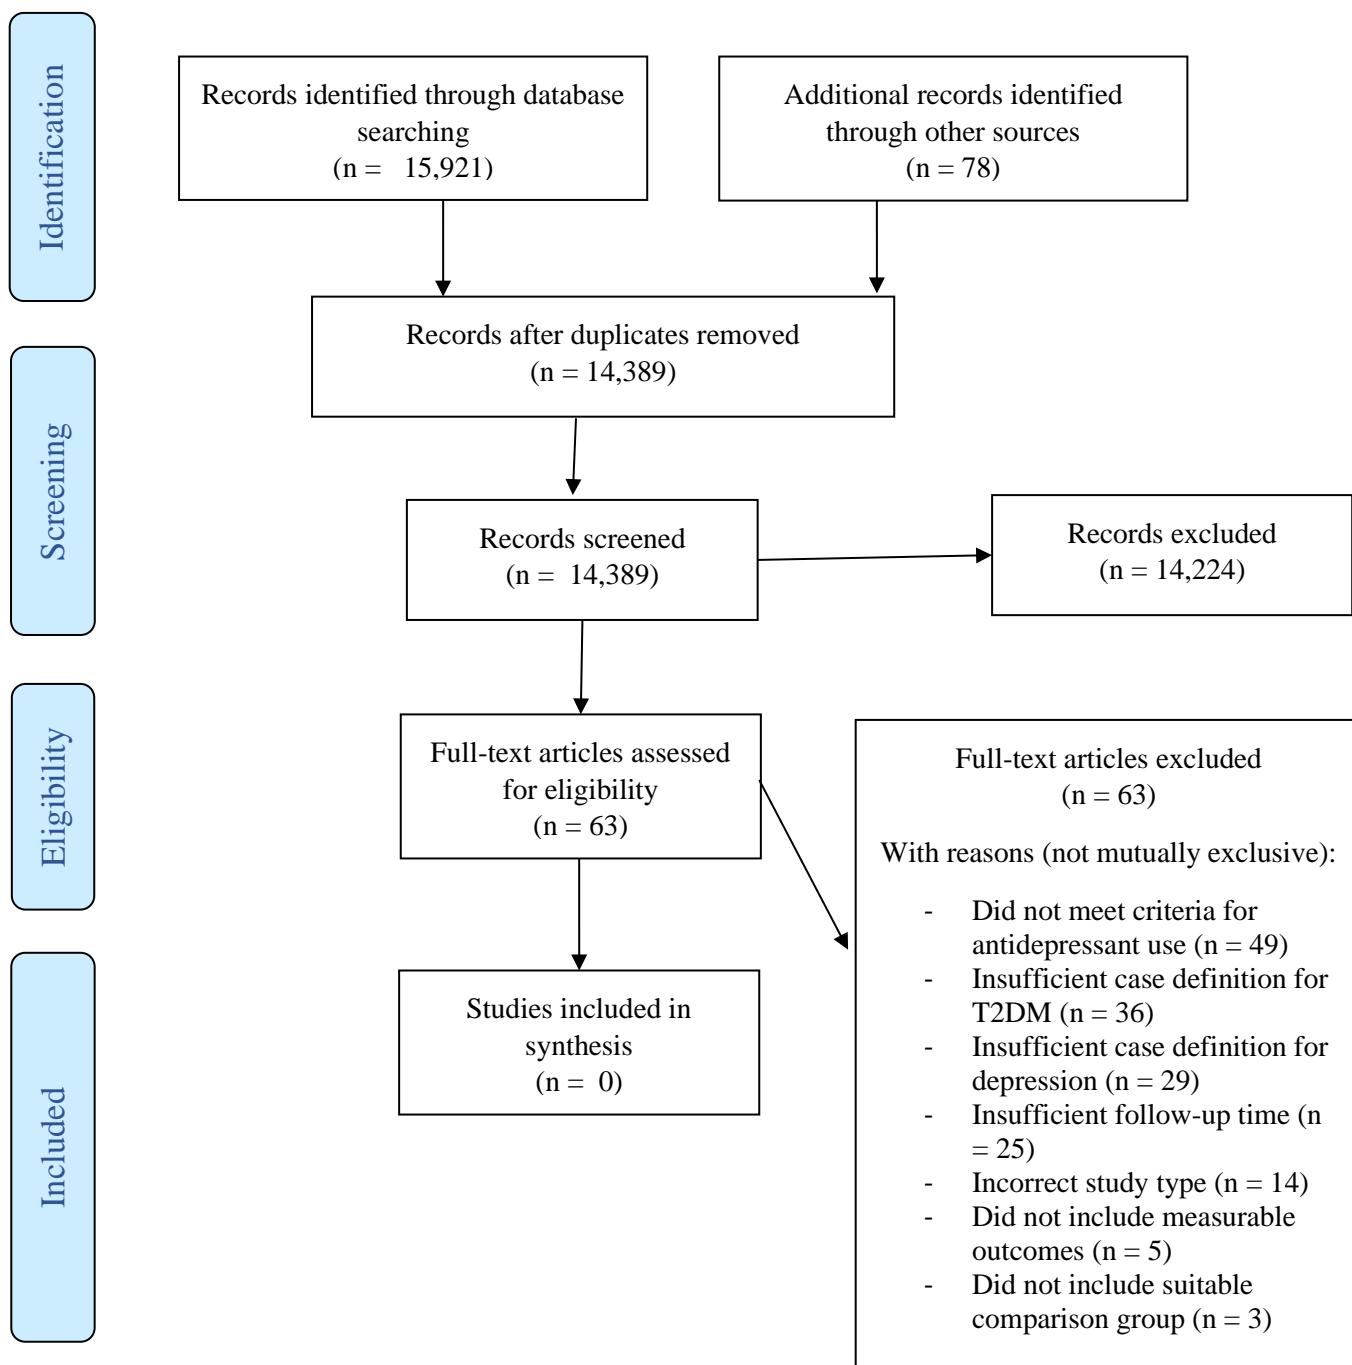 Identification
Records identified through database
searching
(n =   15,921)
Additional records identified
through other sources
(n = 78)
Records after duplicates removed
(n = 14,389)
Screening
Records screened
(n =  14,389)
Records excluded
(n = 14,224)
Eligibility
Full-text articles assessed
for eligibility
(n = 63)
Full-text articles excluded
(n = 63)
With reasons (not mutually exclusive):
- Did not meet criteria for
antidepressant use (n = 49)
- Insufficient case definition for
T2DM (n = 36)
- Insufficient case definition for
depression (n = 29)
- Insufficient follow-up time (n
= 25)
- Incorrect study type (n = 14)
- Did not include measurable
outcomes (n = 5)
- Did not include suitable
comparison group (n = 3)
Included
Studies included in
synthesis
(n =  0)